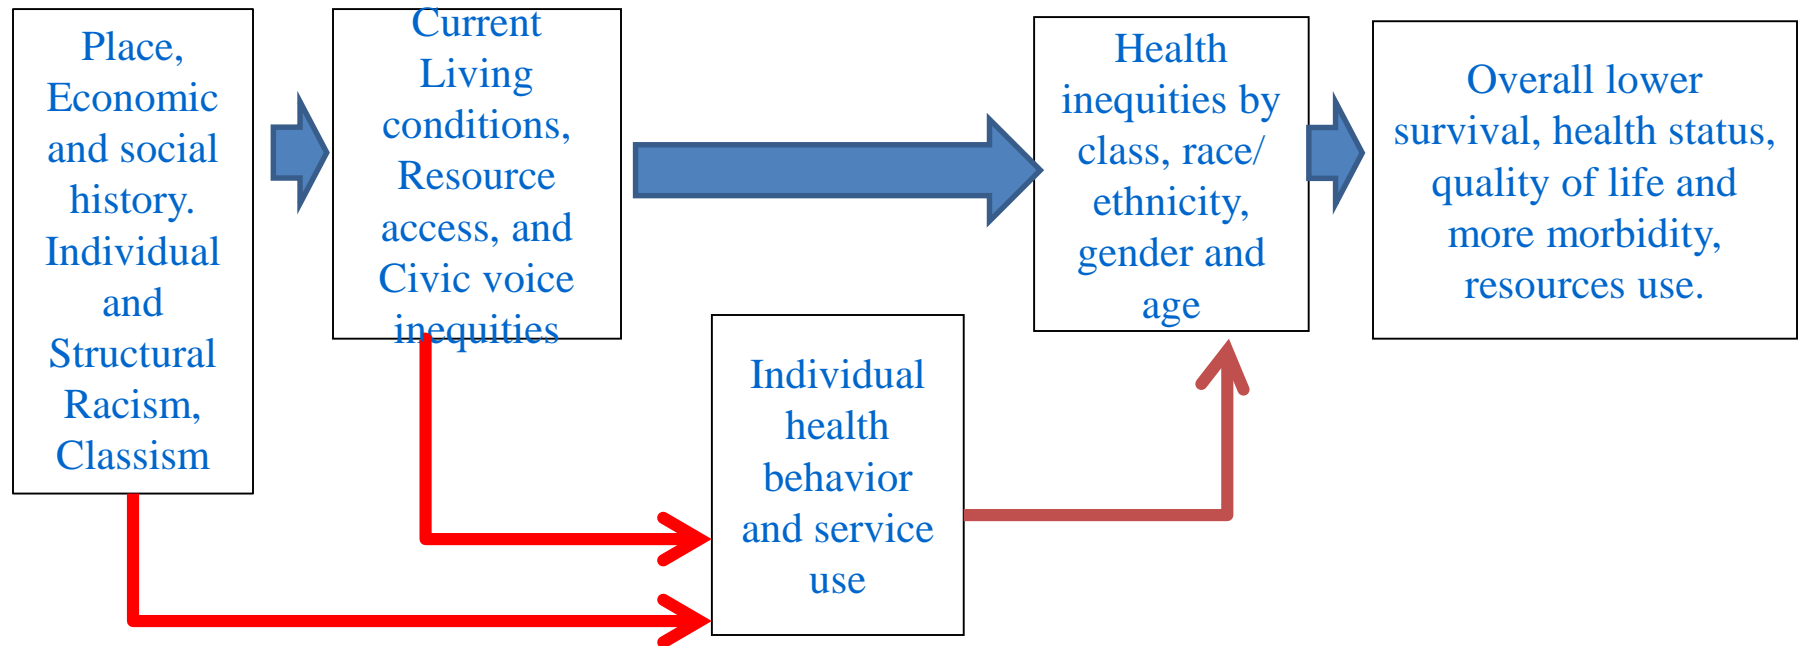 Place,
Economic
and social
history.
Individual
and
Structural
Racism,
Classism
Current
Living
conditions,
Resource
access, and
Civic voice
inequities
Individual
health
behavior
and service
use
Health
inequities by
class, race/
ethnicity,
gender and
age
Overall lower
survival, health status,
quality of life and
more morbidity,
resources use.